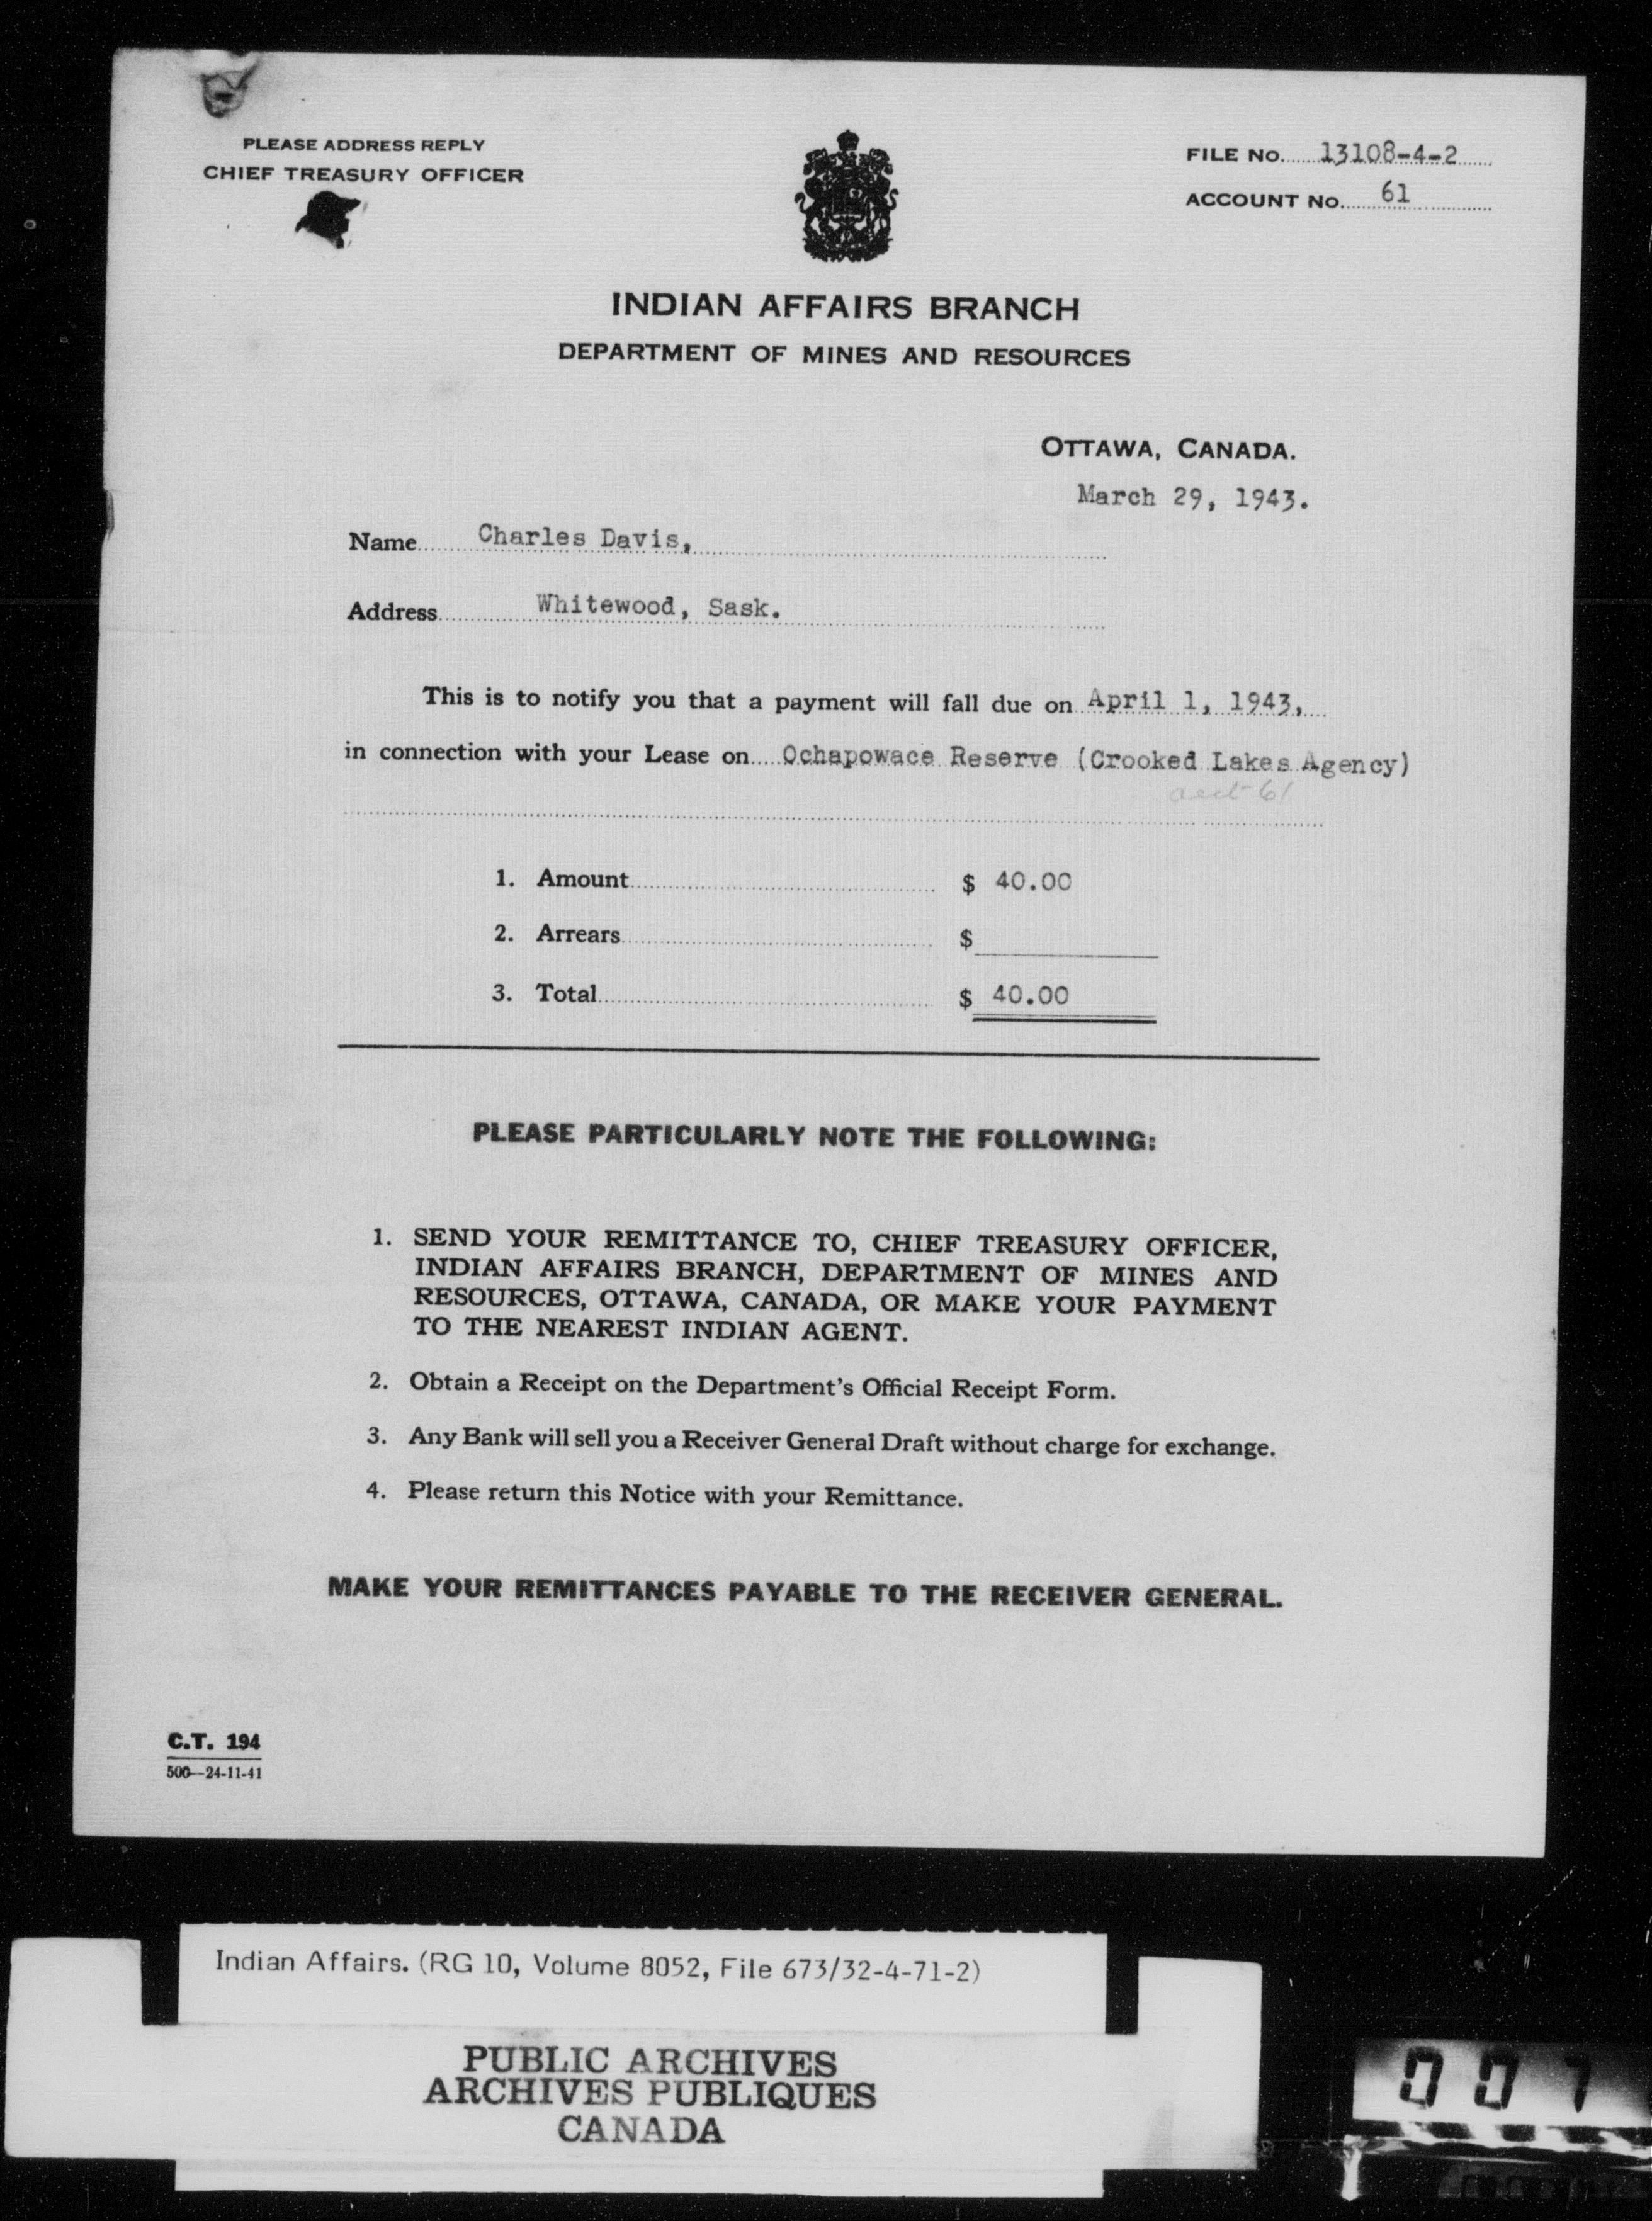 PLEASE ADDRESS REPLY
CHIEF TREASURY OFFICER
FILE No. 13108-4-2
ACCOUNT No. 61
INDIAN AFFAIRS BRANCH
DEPARTMENT OF MINES AND RESOURCES
OTTAWA, CANADA.
March 29, 1943.
Name Charles Davis,
Address Whitewood, Sask.
This is to notify you that a payment will fall due on April 1, 1943,
in connection with your Lease on Ochapowace Reserve (Crooked Lakes Agency)
acct 61
1. Amount $ 40.00
2. Arrears $
3. Total $ 40.00
PLEASE PARTICULARLY NOTE THE FOLLOWING:
1. SEND YOUR REMITTANCE TO, CHIEF TREASURY OFFICER,
INDIAN AFFAIRS BRANCH, DEPARTMENT OF MINES AND
RESOURCES, OTTAWA, CANADA, OR MAKE YOUR PAYMENT
TO THE NEAREST INDIAN AGENT.
2. Obtain a Receipt on the Department's Official Receipt Form.
3. Any Bank will sell you a Receiver General Draft without charge for exchange.
4. Please return this Notice with your Remittance.
MAKE YOUR REMITTANCES PAYABLE TO THE RECEIVER GENERAL.
C.T. 194
500—24-11-41
Indian Affairs. (RG 10, Volume 8052, File 673/32-4-71-2)
PUBLIC ARCHIVES
ARCHIVES PUBLIQUES
CANADA
007